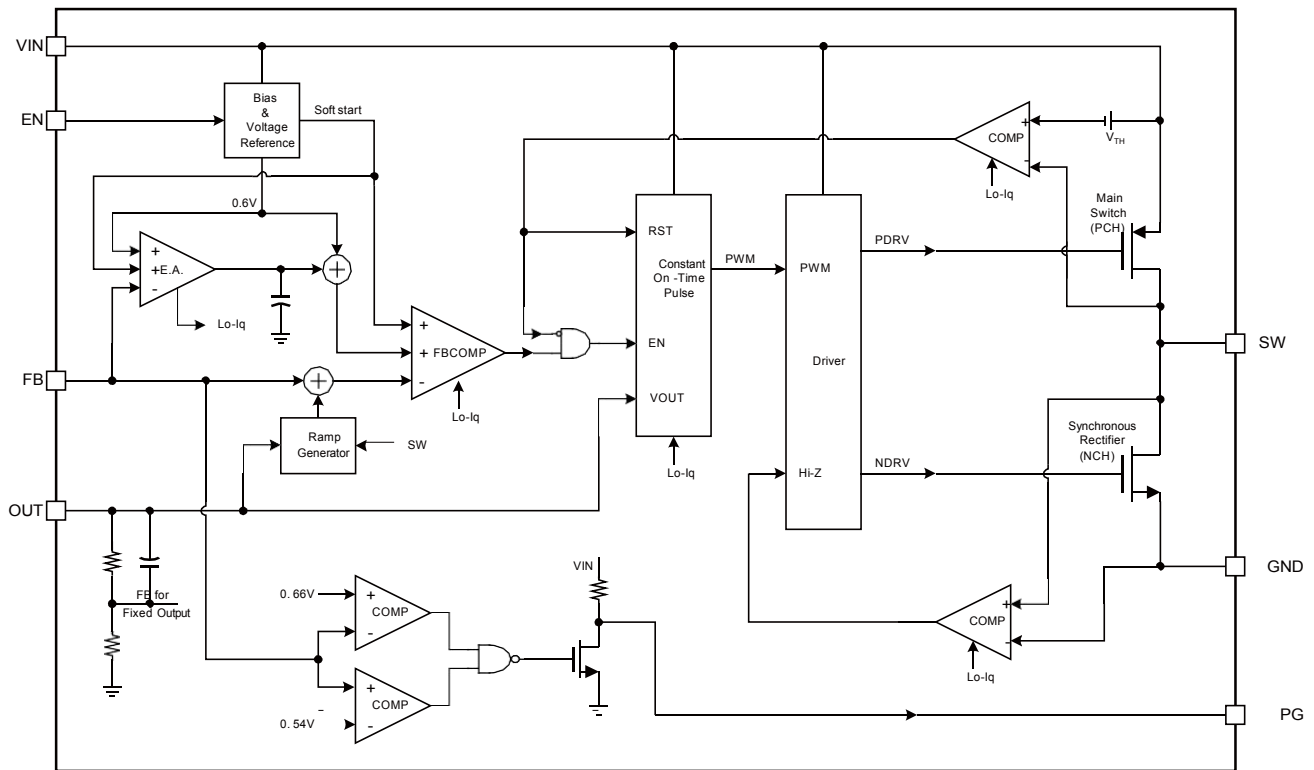 VIN
EN
Bias
&
Voltage
Reference
Soft start
0.6V
+
+E.A.
-
Lo-Iq
+
+
+ FBCOMP
-
Lo-Iq
FB
+
Ramp
Generator
SW
OUT
FB for
Fixed Output
RST
Constant
On -Time
Pulse
EN
VOUT
Lo-Iq
PWM
PWM
Driver
Hi-Z
PDRV
NDRV
COMP
+
-
Lo-Iq
VTH
Main
Switch
(PCH)
SW
Synchronous
Rectifier
(NCH)
GND
COMP
+
-
Lo-Iq
0. 66V
+
COMP
-
+
COMP
-
0. 54V
VIN
PG